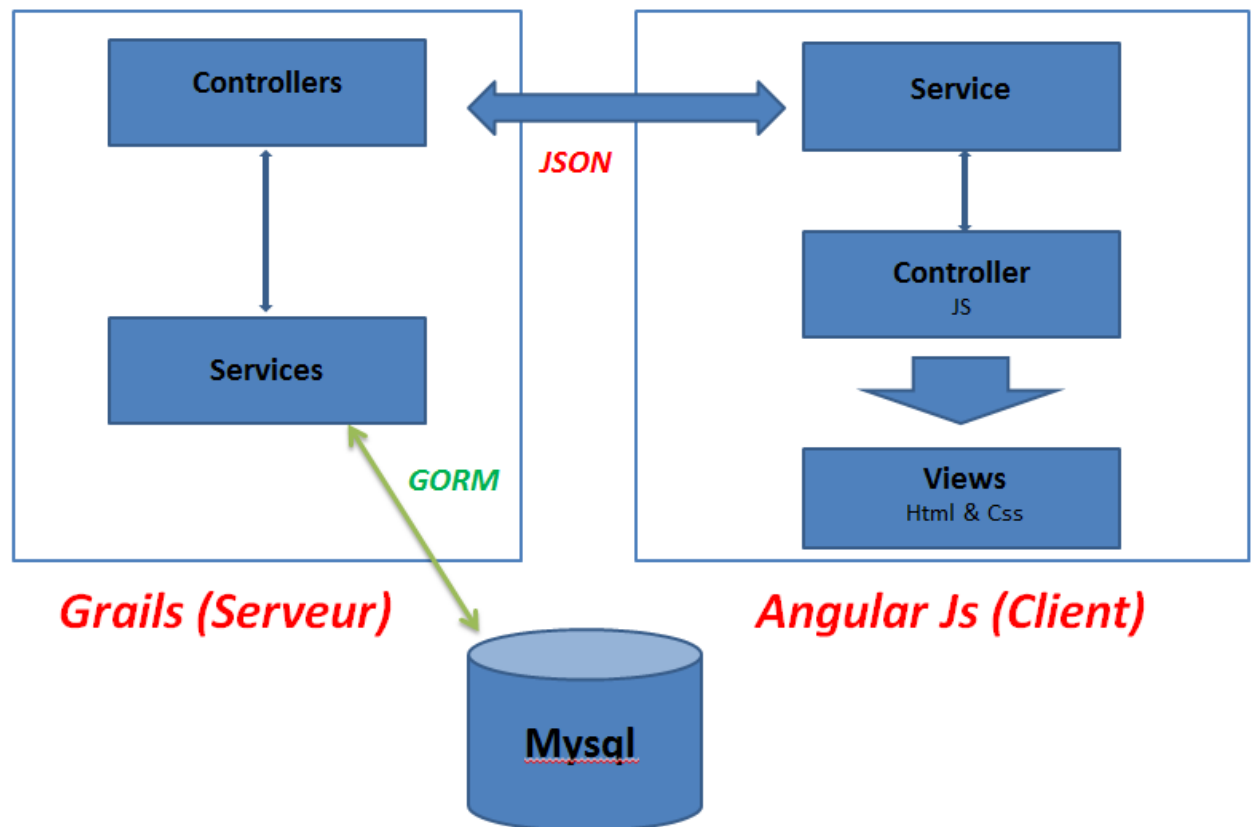 Controllers
Services
JSON
GORM
Service
Controller
JS
Views
Html & Css
Grails (Serveur)
Angular Js (Client)
Mysql